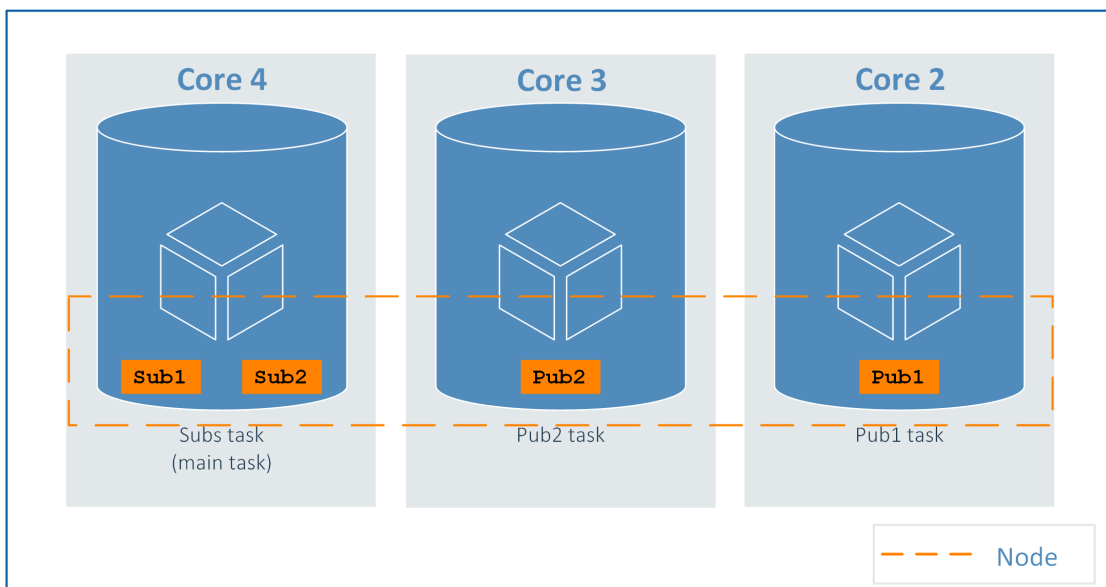 Core 4
Core 3
Core 2
Sub1
Sub2
Pub2
Pub1
Subs task
(main task)
Pub2 task
Pub1 task
Node